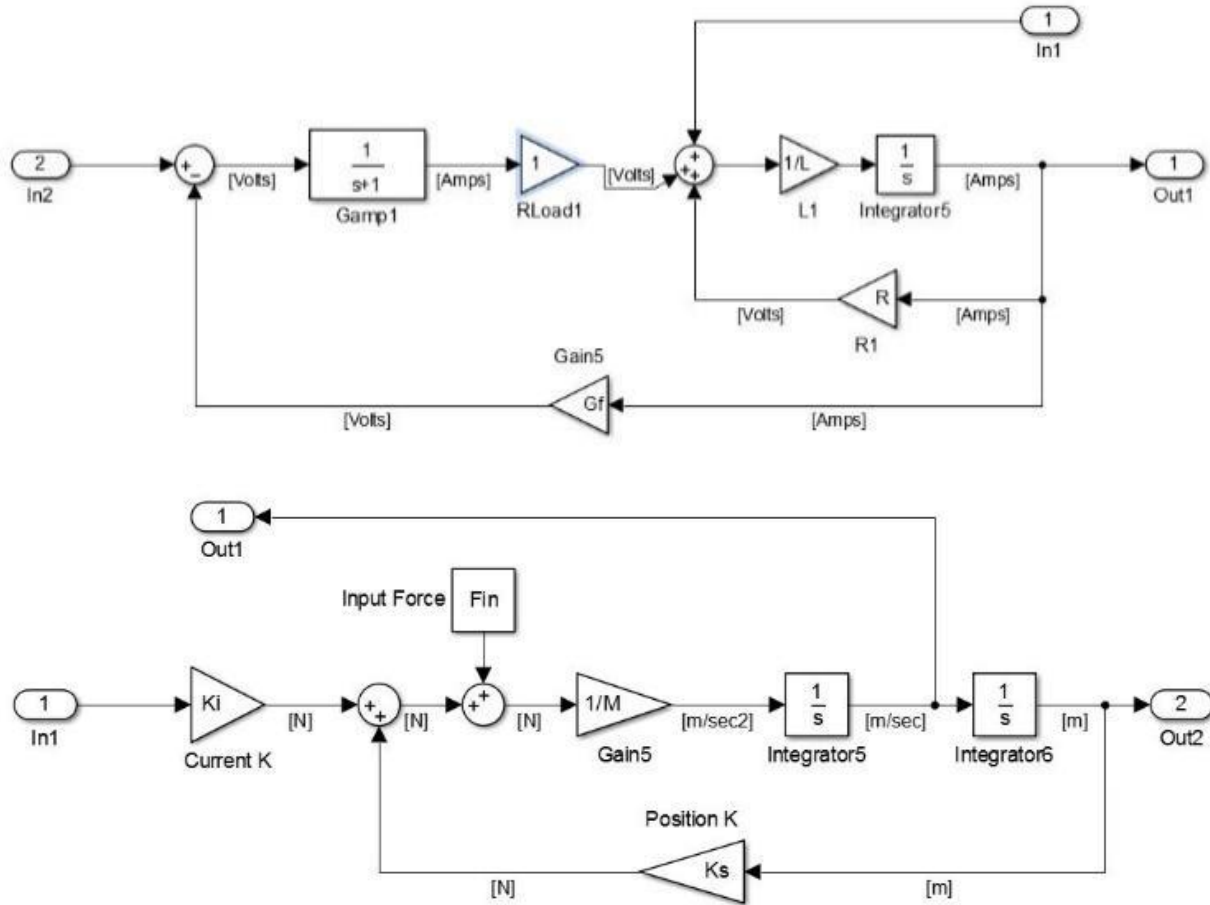 1
In1
2
In2
+
−
[Volts]
1
s+1
Gamp1
[Amps]
1
RLoad1
[Volts]
+
+
+
1/L
L1
1
s
Integrator5
[Amps]
1
Out1
R
R1
[Volts]
[Amps]
Gain5
Gf
[Volts]
[Amps]
1
Out1
Input Force
Fin
1
In1
Ki
Current K
[N]
+
+
[N]
+
+
[N]
1/M
Gain5
[m/sec2]
1
s
Integrator5
[m/sec]
1
s
Integrator6
[m]
2
Out2
Position K
Ks
[N]
[m]